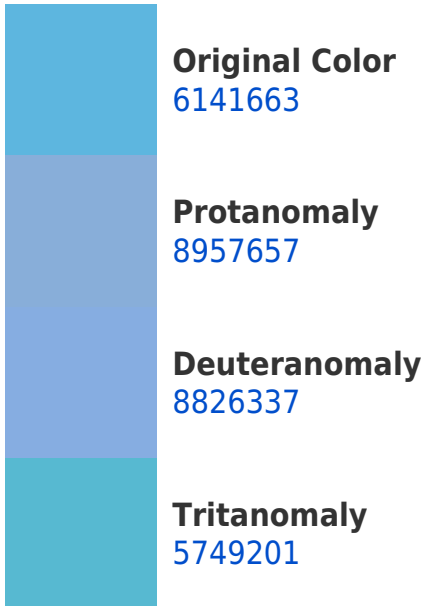 Original Color
6141663
Protanomaly
8957657
Deuteranomaly
8826337
Tritanomaly
5749201